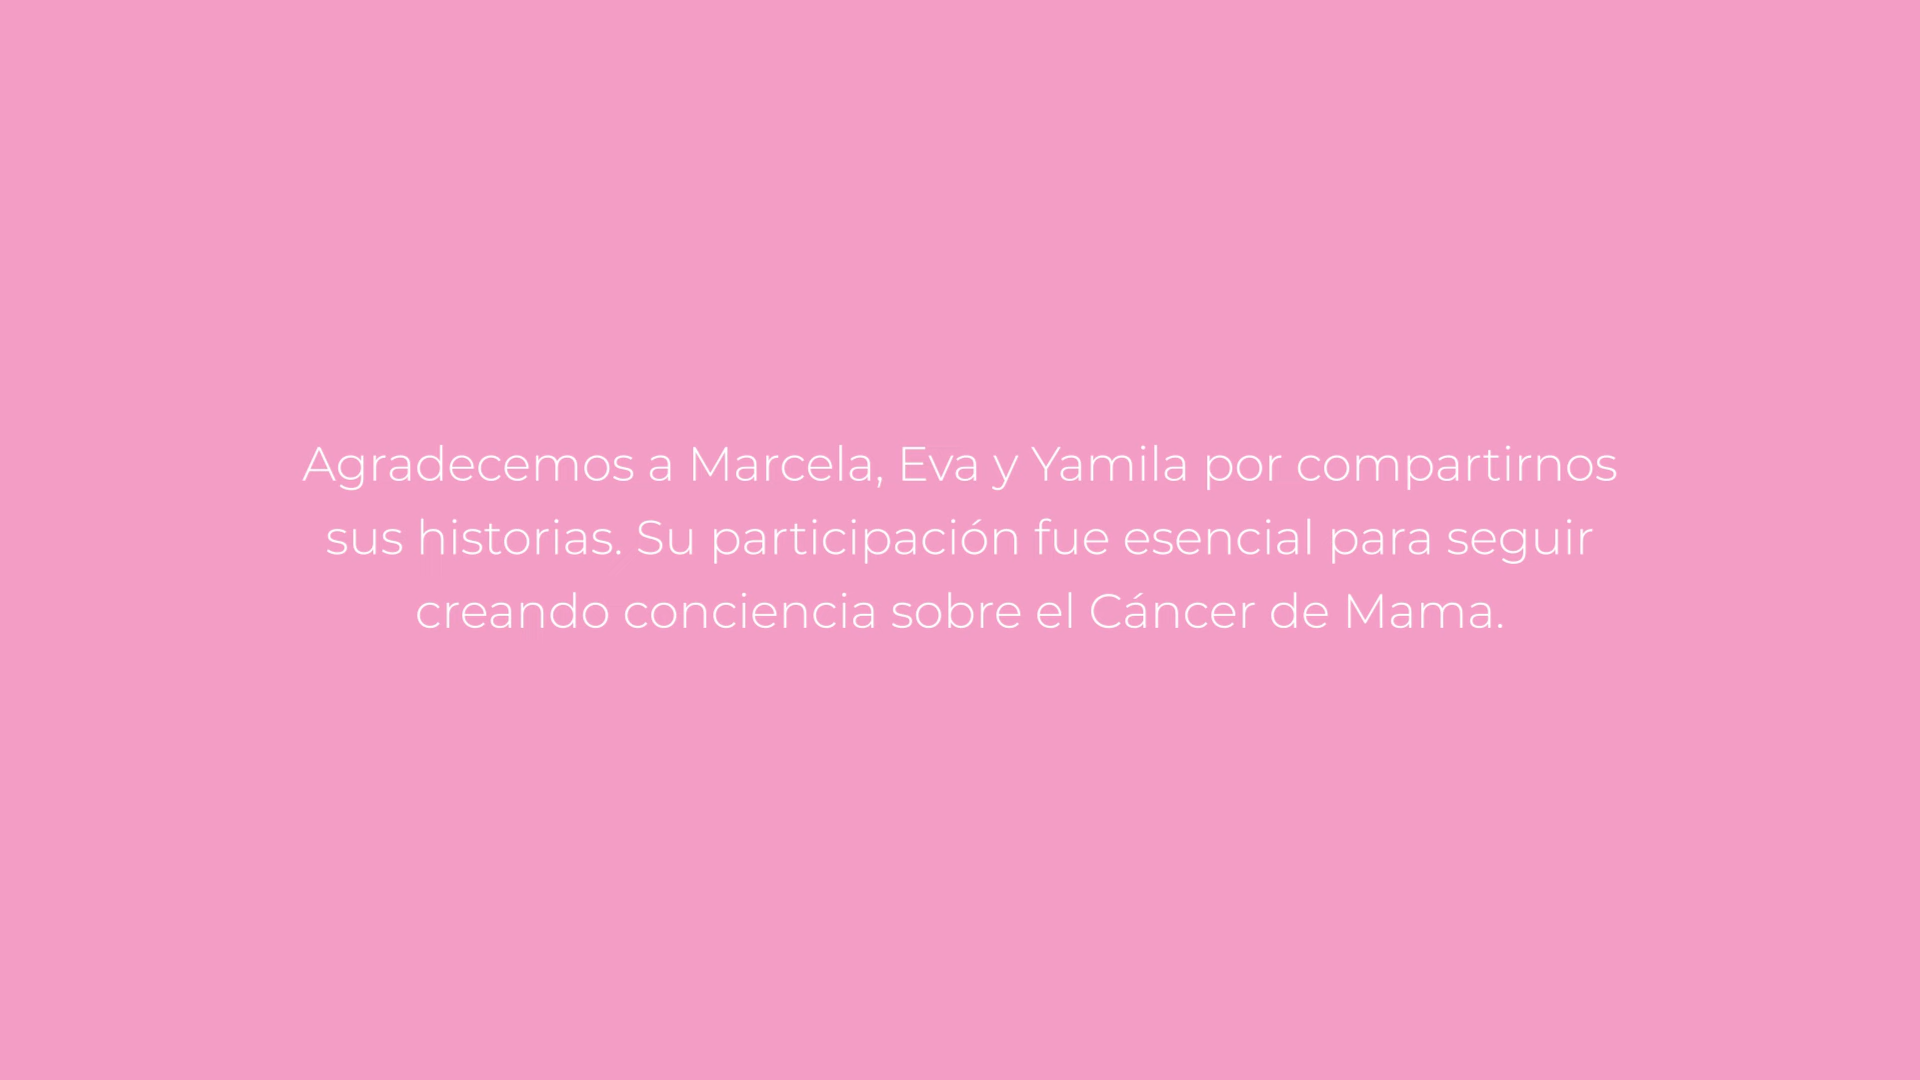 Agradecemos a Marcela, Eva y Yamila por compartirnos
sus historias. Su participación fue esencial para seguir
creando conciencia sobre el Cáncer de Mama.